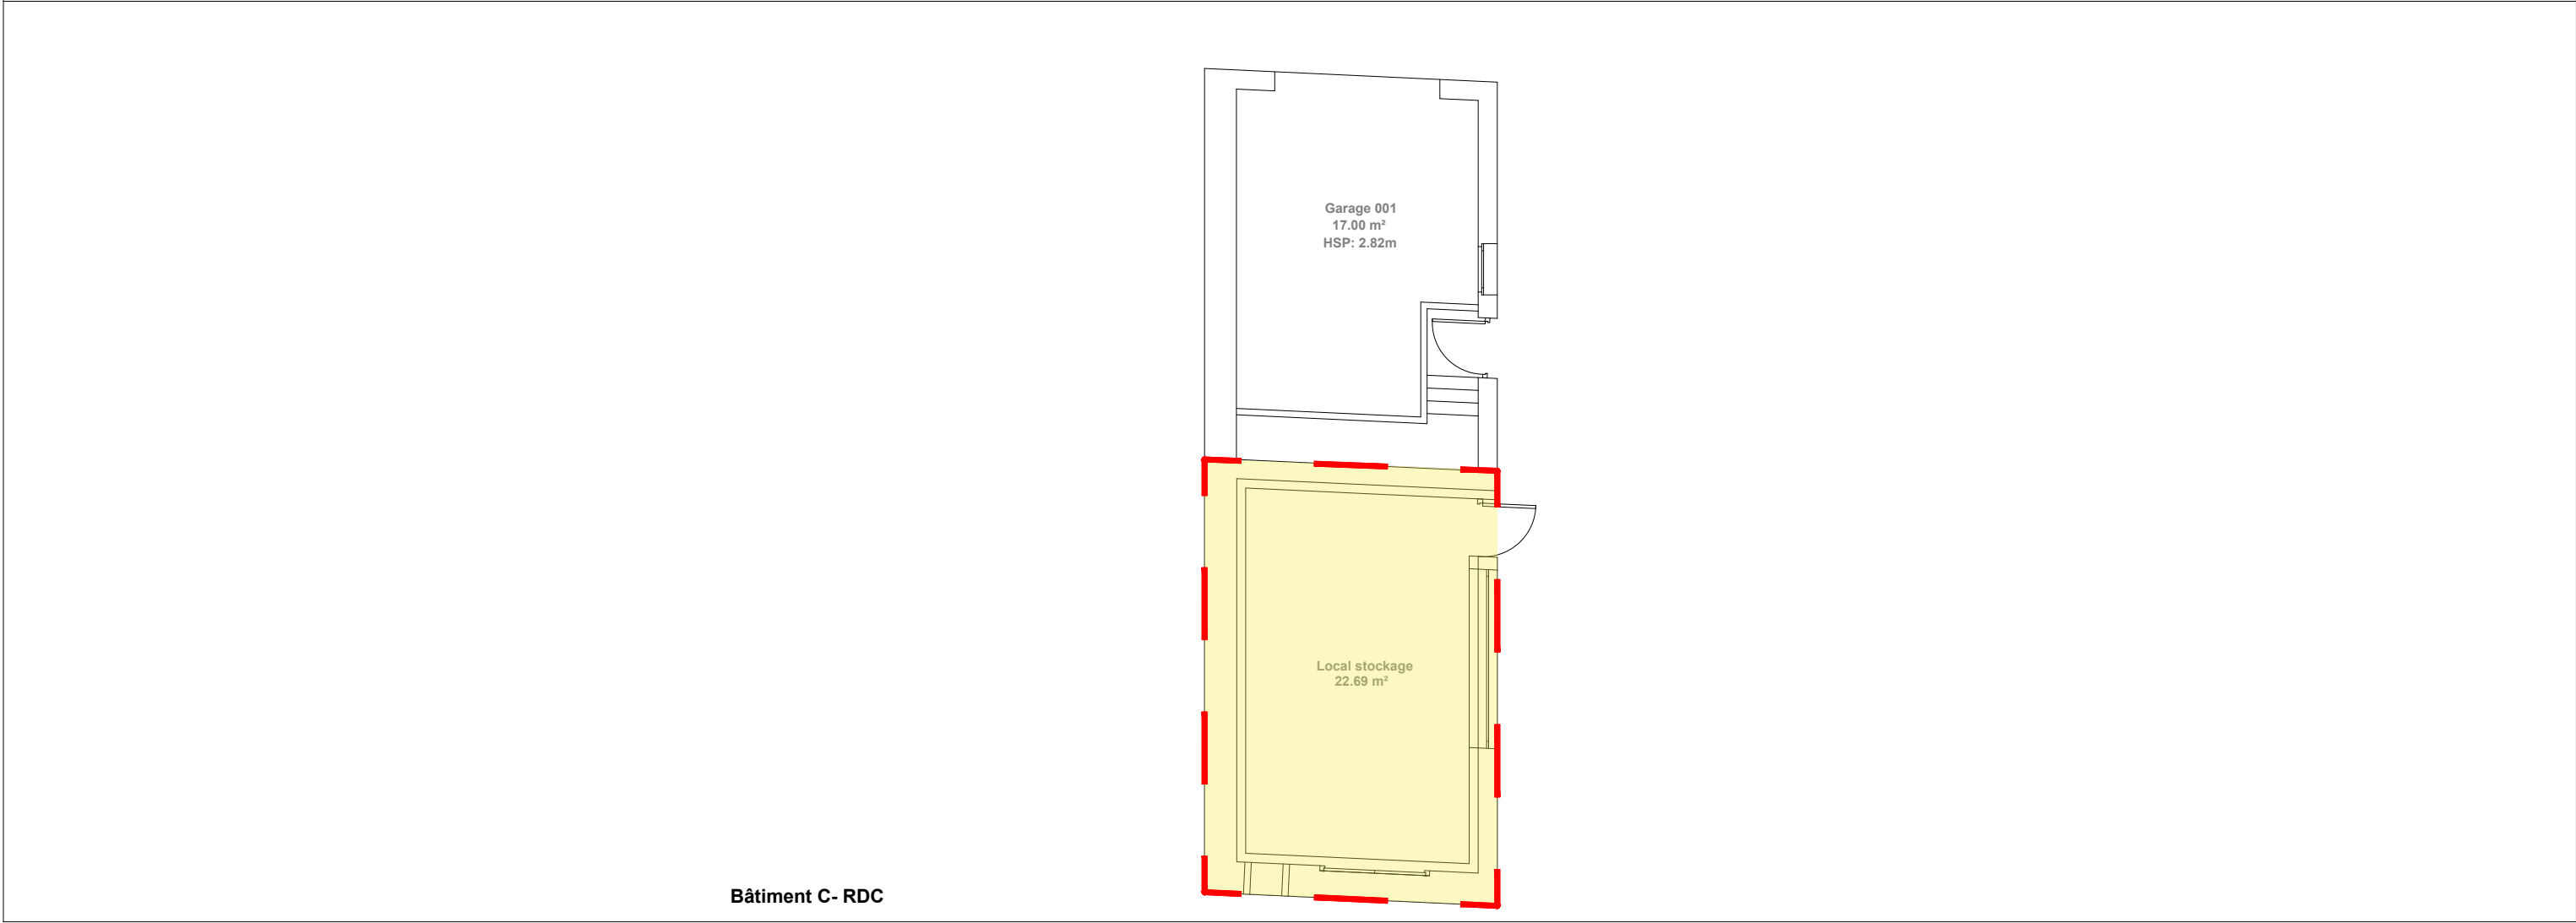 Garage 001
17.00 m²
HSP: 2.82m
Local stockage
22.69 m²
Bâtiment C- RDC